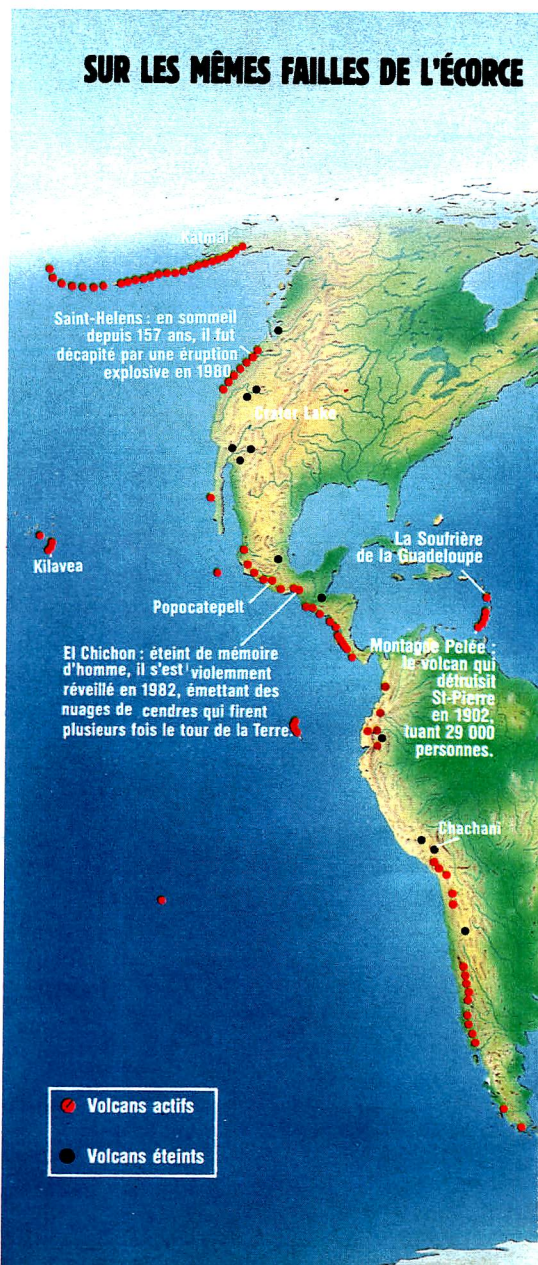 SUR LES MÊMES FAILLES DE L'ÉCORCE
Katmaï
Saint-Helens : en sommeil
depuis 157 ans, il fut
décapité par une éruption
explosive en 1980.
Crater Lake
Kilavea
La Soufrière
de la Guadeloupe
Popocatepelt
El Chichon : éteint de mémoire
d'homme, il s'est violemment
réveillé en 1982, émettant des
nuages de cendres qui firent
plusieurs fois le tour de la Terre.
Montagne Pelée :
le volcan qui
détruisit
St-Pierre
en 1902,
tuant 29 000
personnes.
Chachani
Volcans actifs
Volcans éteints